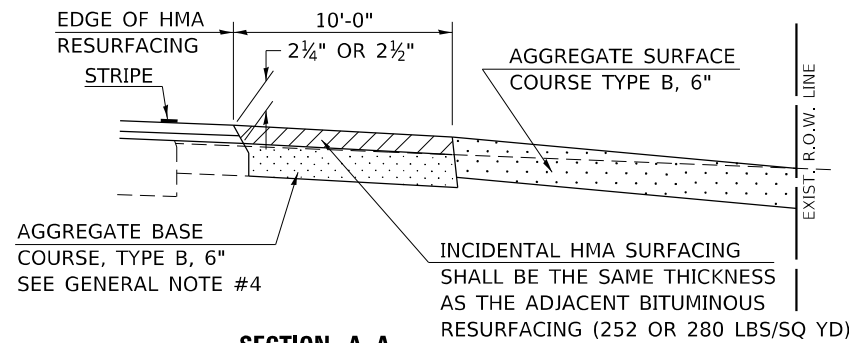 EDGE OF HMA
RESURFACING
10'-0"
2¼" OR 2½"
STRIPE
AGGREGATE SURFACE
COURSE TYPE B, 6"
EXIST. R.O.W. LINE
AGGREGATE BASE
COURSE, TYPE B, 6"
SEE GENERAL NOTE #4
INCIDENTAL HMA SURFACING
SHALL BE THE SAME THICKNESS
AS THE ADJACENT BITUMINOUS
RESURFACING (252 OR 280 LBS/SQ YD)
SECTION A-A